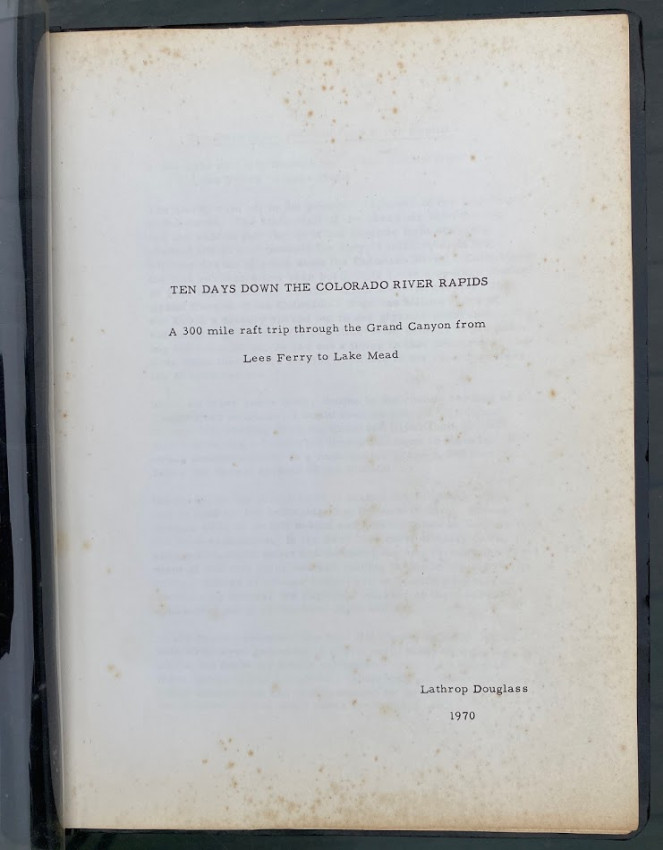 TEN DAYS DOWN THE COLORADO RIVER RAPIDS
A 300 mile raft trip through the Grand Canyon from
Lees Ferry to Lake Mead
Lathrop Douglass
1970